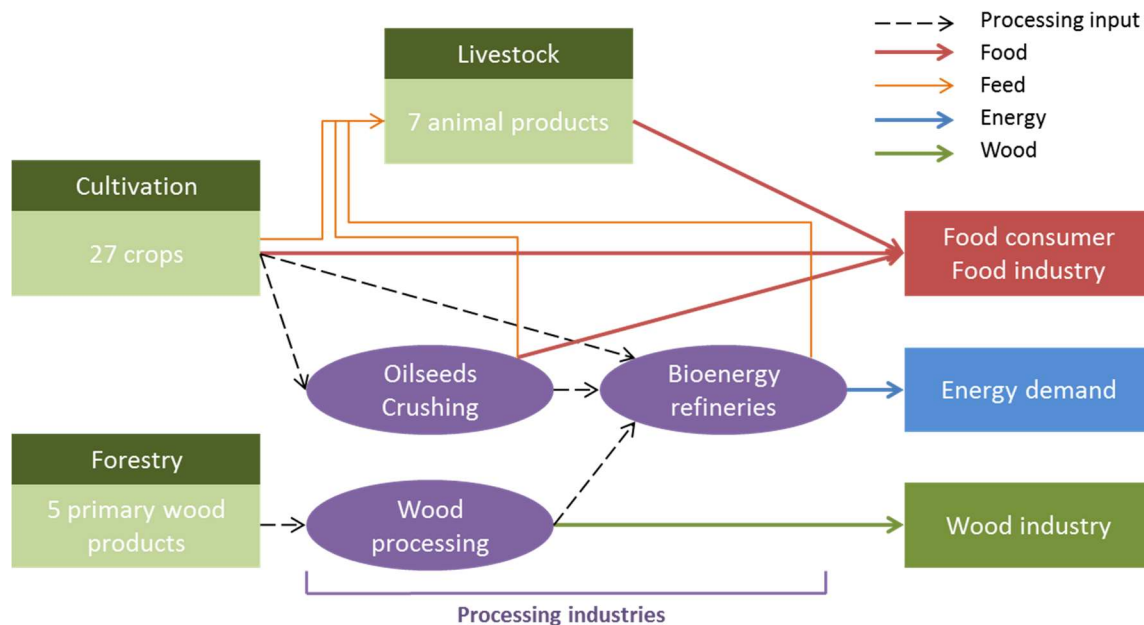 Processing input
Food
Feed
Energy
Wood
Livestock
7 animal products
Cultivation
27 crops
Food consumer
Food industry
Oilseeds
Crushing
Bioenergy
refineries
Energy demand
Forestry
5 primary wood
products
Wood
processing
Wood industry
Processing industries